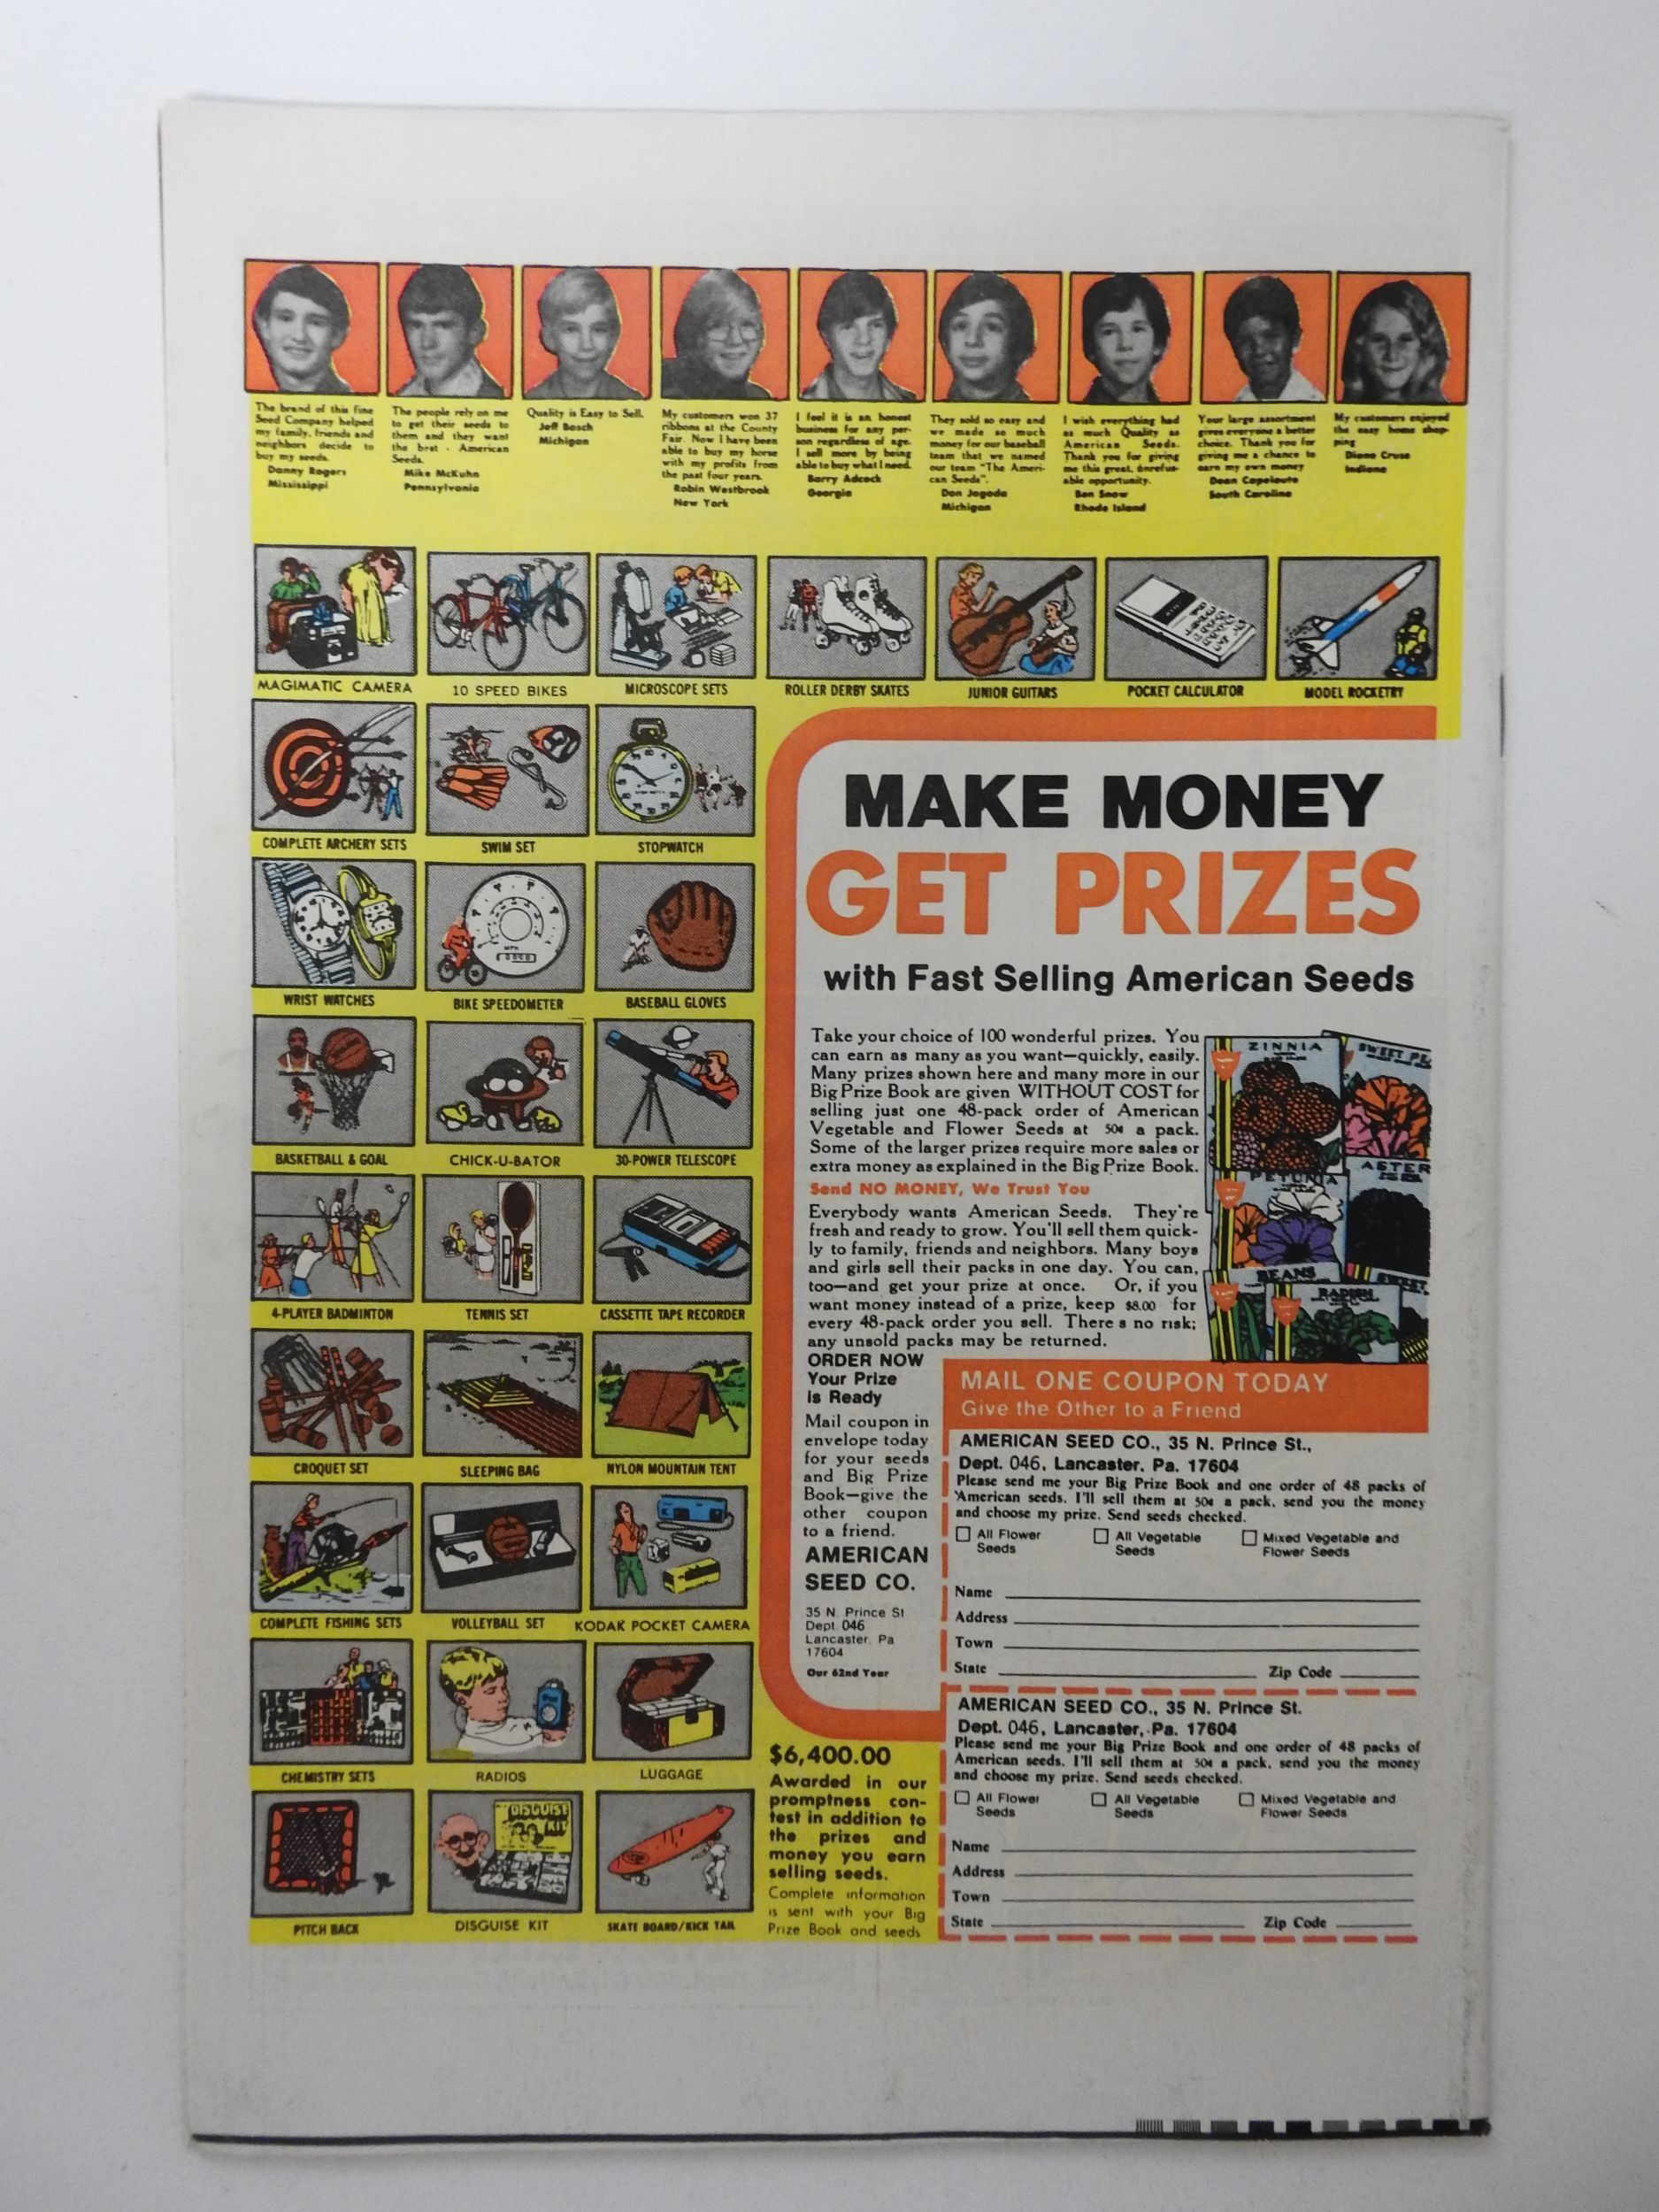 The brand of this fine
Seed Company helped
my family, friends and
neighbors decide to
buy my seeds.
Danny Rogers
Mississippi
The people rely on me
to get their seeds to
them and they want
the best - American
Seeds.
Mike McKuhn
Pennsylvania
Quality is Easy to Sell.
Jeff Bosch
Michigan
My customers won 37
ribbons at the County
Fair. Now I have been
able to buy my horse
with my profits from
the past four years.
Robin Westbrook
New York
I feel it is an honest
business for any per-
son regardless of age.
I sell more by being
able to buy what I need.
Barry Adcock
Georgia
They sold so easy and
we made so much
money for our baseball
team that we named
our team "The Ameri-
can Seeds".
Don Jagoda
Michigan
I wish everything had
as much Quality as
American Seeds.
Thank you for giving
me this great, unrefus-
able opportunity.
Ben Snow
Rhode Island
Your large assortment
gives everyone a better
choice. Thank you for
giving me a chance to
earn my own money
Dean Capeloute
South Carolina
My customers enjoyed
the easy home shop-
ping
Diane Cruse
Indiana
MAGIMATIC CAMERA
10 SPEED BIKES
MICROSCOPE SETS
ROLLER DERBY SKATES
JUNIOR GUITARS
POCKET CALCULATOR
MODEL ROCKETRY
COMPLETE ARCHERY SETS
SWIM SET
STOPWATCH
WRIST WATCHES
BIKE SPEEDOMETER
BASEBALL GLOVES
BASKETBALL & GOAL
CHICK-U-BATOR
30-POWER TELESCOPE
4-PLAYER BADMINTON
TENNIS SET
CASSETTE TAPE RECORDER
CROQUET SET
SLEEPING BAG
NYLON MOUNTAIN TENT
COMPLETE FISHING SETS
VOLLEYBALL SET
KODAK POCKET CAMERA
CHEMISTRY SETS
RADIOS
LUGGAGE
PITCH BACK
DISGUISE KIT
DISGUISE KIT
SKATE BOARD/KICK TAIL
MAKE MONEY
GET PRIZES
with Fast Selling American Seeds
Take your choice of 100 wonderful prizes. You
can earn as many as you want—quickly, easily.
Many prizes shown here and many more in our
Big Prize Book are given WITHOUT COST for
selling just one 48-pack order of American
Vegetable and Flower Seeds at 50¢ a pack.
Some of the larger prizes require more sales or
extra money as explained in the Big Prize Book.
Send NO MONEY, We Trust You
Everybody wants American Seeds. They're
fresh and ready to grow. You'll sell them quick-
ly to family, friends and neighbors. Many boys
and girls sell their packs in one day. You can,
too—and get your prize at once. Or, if you
want money instead of a prize, keep $8.00 for
every 48-pack order you sell. There s no risk;
any unsold packs may be returned.
ZINNIA
SWEET PE
PETUNIA
ASTER
BEANS
RADISH
SWEET
ORDER NOW
Your Prize
is Ready
Mail coupon in
envelope today
for your seeds
and Big Prize
Book—give the
other coupon
to a friend.
AMERICAN
SEED CO.
35 N. Prince St
Dept. 046
Lancaster, Pa
17604
Our 62nd Year
MAIL ONE COUPON TODAY
Give the Other to a Friend
AMERICAN SEED CO., 35 N. Prince St.,
Dept. 046, Lancaster, Pa. 17604
Please send me your Big Prize Book and one order of 48 packs of
American seeds. I'll sell them at 50¢ a pack, send you the money
and choose my prize. Send seeds checked.
All Flower
Seeds
All Vegetable
Seeds
Mixed Vegetable and
Flower Seeds
Name
Address
Town
State Zip Code
AMERICAN SEED CO., 35 N. Prince St.
Dept. 046, Lancaster, Pa. 17604
Please send me your Big Prize Book and one order of 48 packs of
American seeds. I'll sell them at 50¢ a pack, send you the money
and choose my prize. Send seeds checked.
All Flower
Seeds
All Vegetable
Seeds
Mixed Vegetable and
Flower Seeds
Name
Address
Town
State Zip Code
$6,400.00
Awarded in our
promptness con-
test in addition to
the prizes and
money you earn
selling seeds.
Complete information
is sent with your Big
Prize Book and seeds